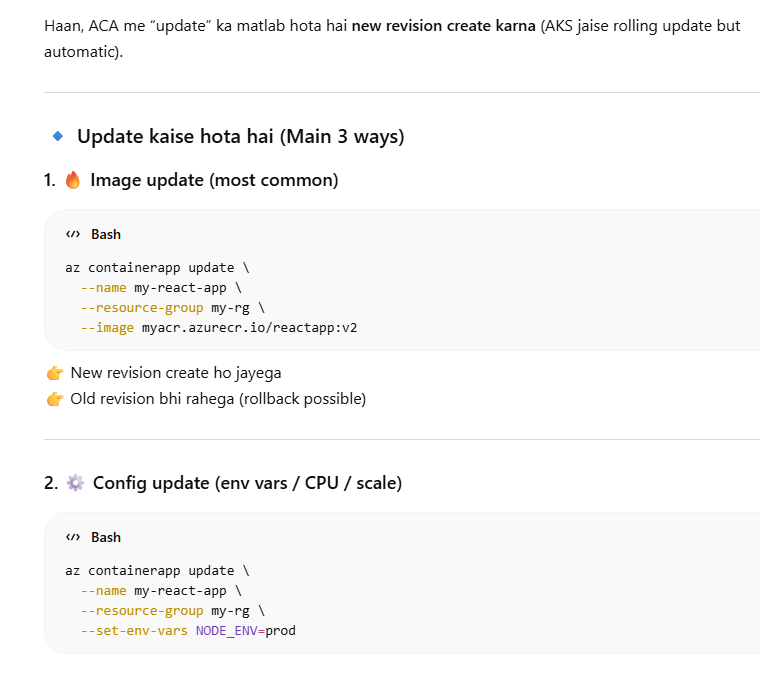 Haan, ACA me “update” ka matlab hota hai new revision create karna (AKS jaise rolling update but
automatic).
🔹 Update kaise hota hai (Main 3 ways)
1. 🔥 Image update (most common)
</> Bash
az containerapp update \
  --name my-react-app \
  --resource-group my-rg \
  --image myacr.azurecr.io/reactapp:v2
👉 New revision create ho jayega
👉 Old revision bhi rahega (rollback possible)
2. ⚙️ Config update (env vars / CPU / scale)
</> Bash
az containerapp update \
  --name my-react-app \
  --resource-group my-rg \
  --set-env-vars NODE_ENV=prod